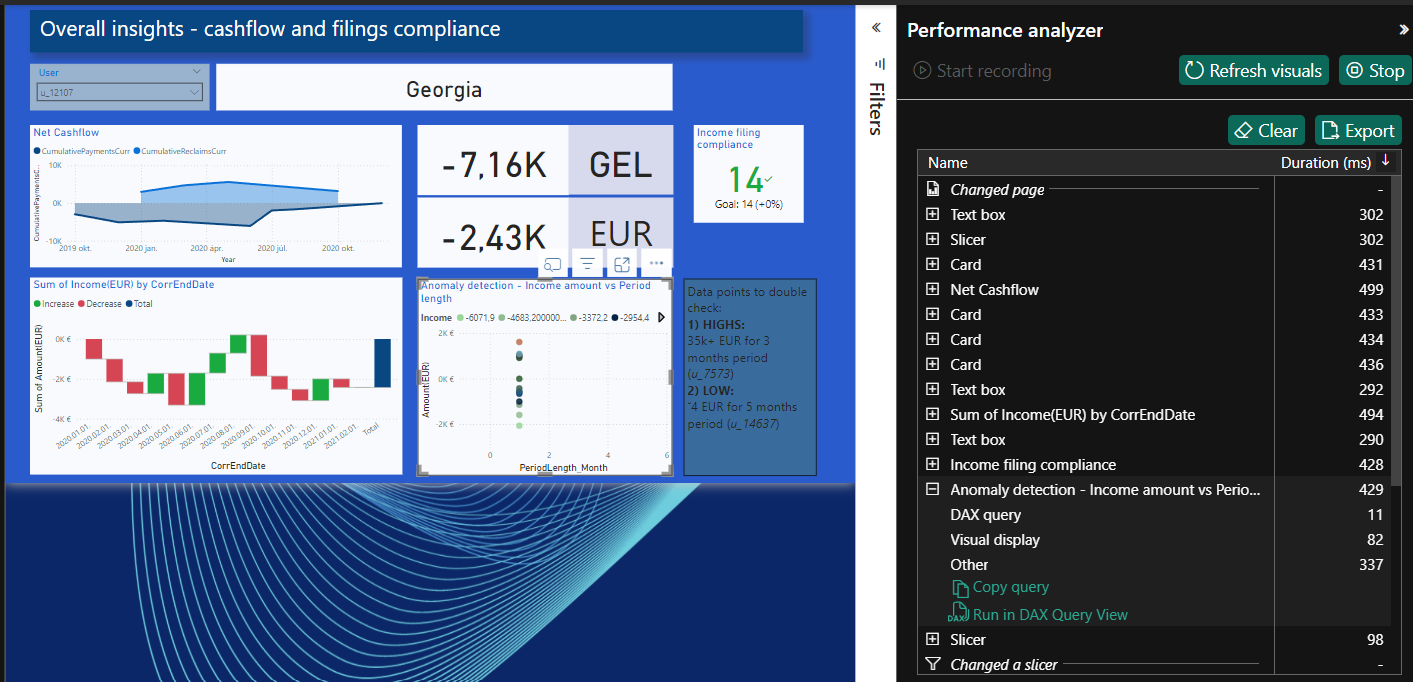 Overall insights - cashflow and filings compliance
User
u_12107
Georgia
Net Cashflow
CumulativePaymentsCurr CumulativeReclaimsCurr
CumulativePaymentsC...
10K
0K
-10K
2019 okt. 2020 jan. 2020 ápr. 2020 júl. 2020 okt.
Year
-7,16K GEL
-2,43K EUR
Income filing
compliance
14
Goal: 14 (+0%)
Sum of Income(EUR) by CorrEndDate
Increase Decrease Total
Sum of Amount(EUR)
0K €
-2K €
-4K €
2020.01.01. 2020.02.01. 2020.03.01. 2020.04.01. 2020.05.01. 2020.06.01. 2020.07.01. 2020.08.01. 2020.09.01. 2020.10.01. 2020.11.01. 2020.12.01. 2021.01.01. 2021.02.01. Total
CorrEndDate
Anomaly detection - Income amount vs Period
length
Income -6071,9 -4683,200000... -3372,2 -2954,4
Amount(EUR)
2K €
0K €
-2K €
0 2 4 6
PeriodLength_Month
Data points to double
check:
1) HIGHS:
35k+ EUR for 3
months period
(u_7573)
2) LOW:
˜4 EUR for 5 months
period (u_14637)
Filters
Performance analyzer
Start recording
Refresh visuals
Stop
Clear
Export
Name Duration (ms)
Changed page -
Text box 302
Slicer 302
Card 431
Net Cashflow 499
Card 433
Card 434
Card 436
Text box 292
Sum of Income(EUR) by CorrEndDate 494
Text box 290
Income filing compliance 428
Anomaly detection - Income amount vs Perio... 429
DAX query 11
Visual display 82
Other 337
Copy query
DAX Run in DAX Query View
Slicer 98
Changed a slicer -